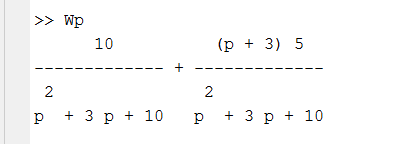 >> Wp
10 (p + 3) 5
------------- + -------------
2 2
p + 3 p + 10 p + 3 p + 10